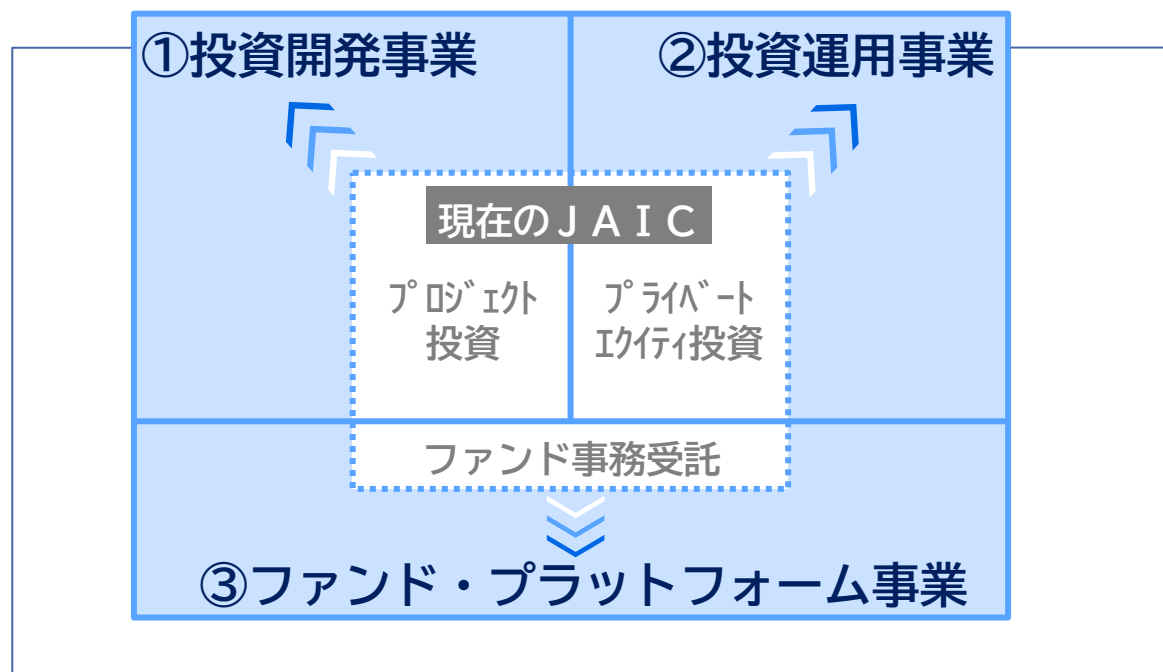 ①投資開発事業
②投資運用事業
現在のＪＡＩＣ
ﾌﾟﾛｼﾞｪｸﾄ
投資
ﾌﾟﾗｲﾍﾞｰﾄ
ｴｸｲﾃｨ投資
ファンド事務受託
③ファンド・プラットフォーム事業